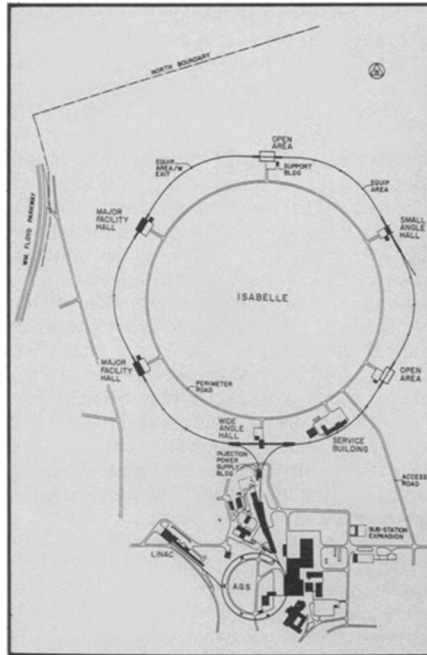 NORTH BOUNDARY
OPEN
AREA
EQUIP.
AREA/W
EXIT
SUPPORT
BLDG
EQUIP
AREA
WM. FLOYD PARKWAY
MAJOR
FACILITY
HALL
SMALL
ANGLE
HALL
ISABELLE
MAJOR
FACILITY
HALL
OPEN
AREA
PERIMETER
ROAD
WIDE
ANGLE
HALL
SERVICE
BUILDING
INJECTION
POWER
SUPPLY
BLDG
ACCESS
ROAD
SUB-STATION
EXPANSION
LINAC
A.G.S.